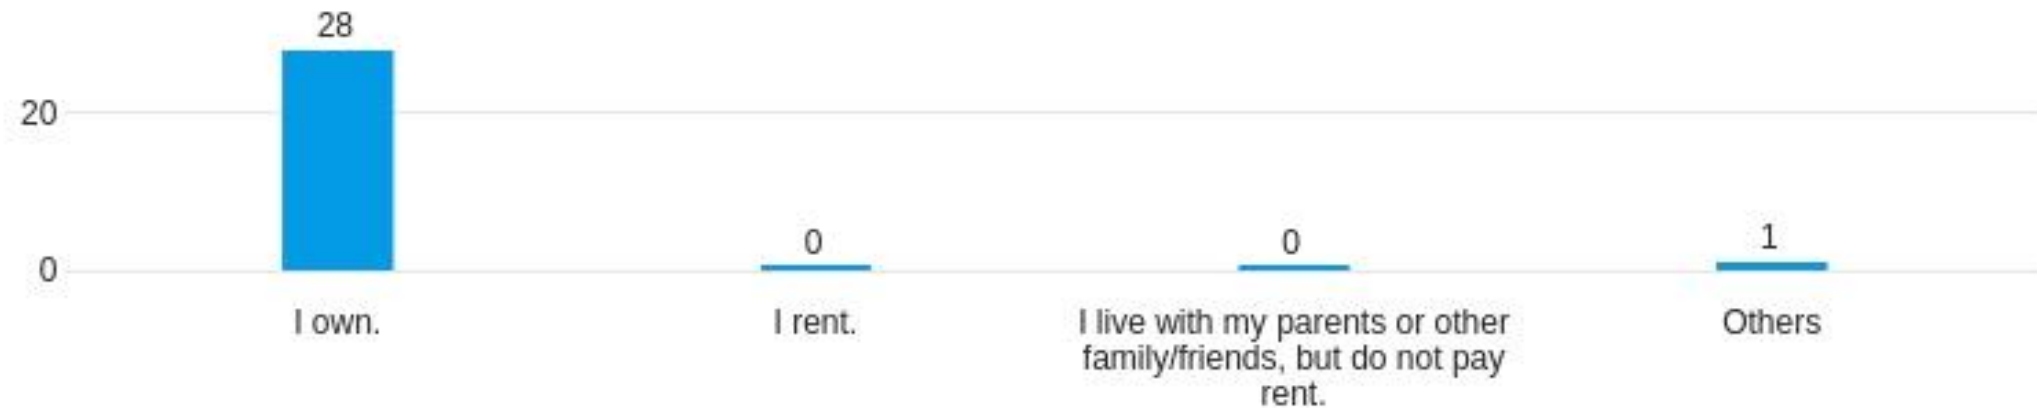 28
20
0
0
1
0
I own.
I rent.
I live with my parents or other
family/friends, but do not pay
rent.
Others